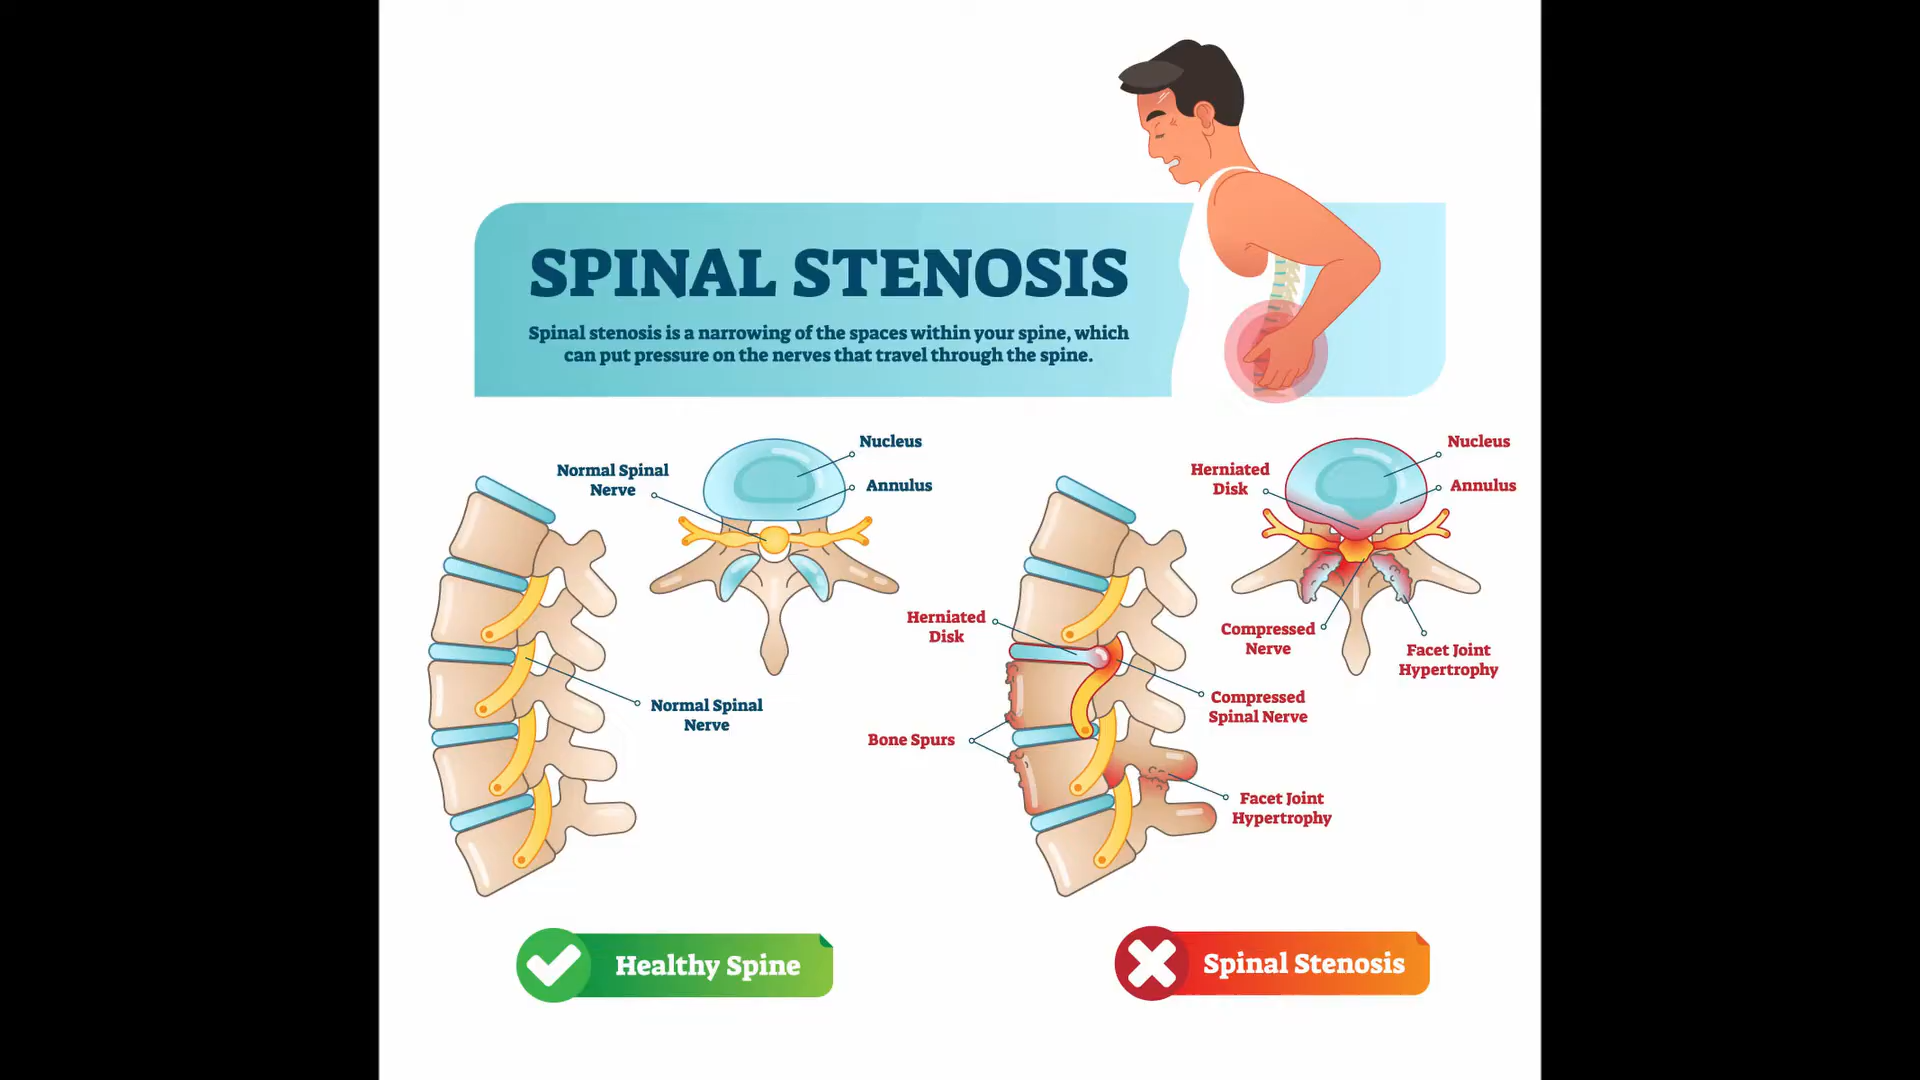 SPINAL STENOSIS
Spinal stenosis is a narrowing of the spaces within your spine, which
can put pressure on the nerves that travel through the spine.
Normal Spinal
Nerve
Nucleus
Annulus
Normal Spinal
Nerve
Healthy Spine
Herniated
Disk
Nucleus
Annulus
Compressed
Nerve
Facet Joint
Hypertrophy
Herniated
Disk
Compressed
Spinal Nerve
Bone Spurs
Facet Joint
Hypertrophy
Spinal Stenosis